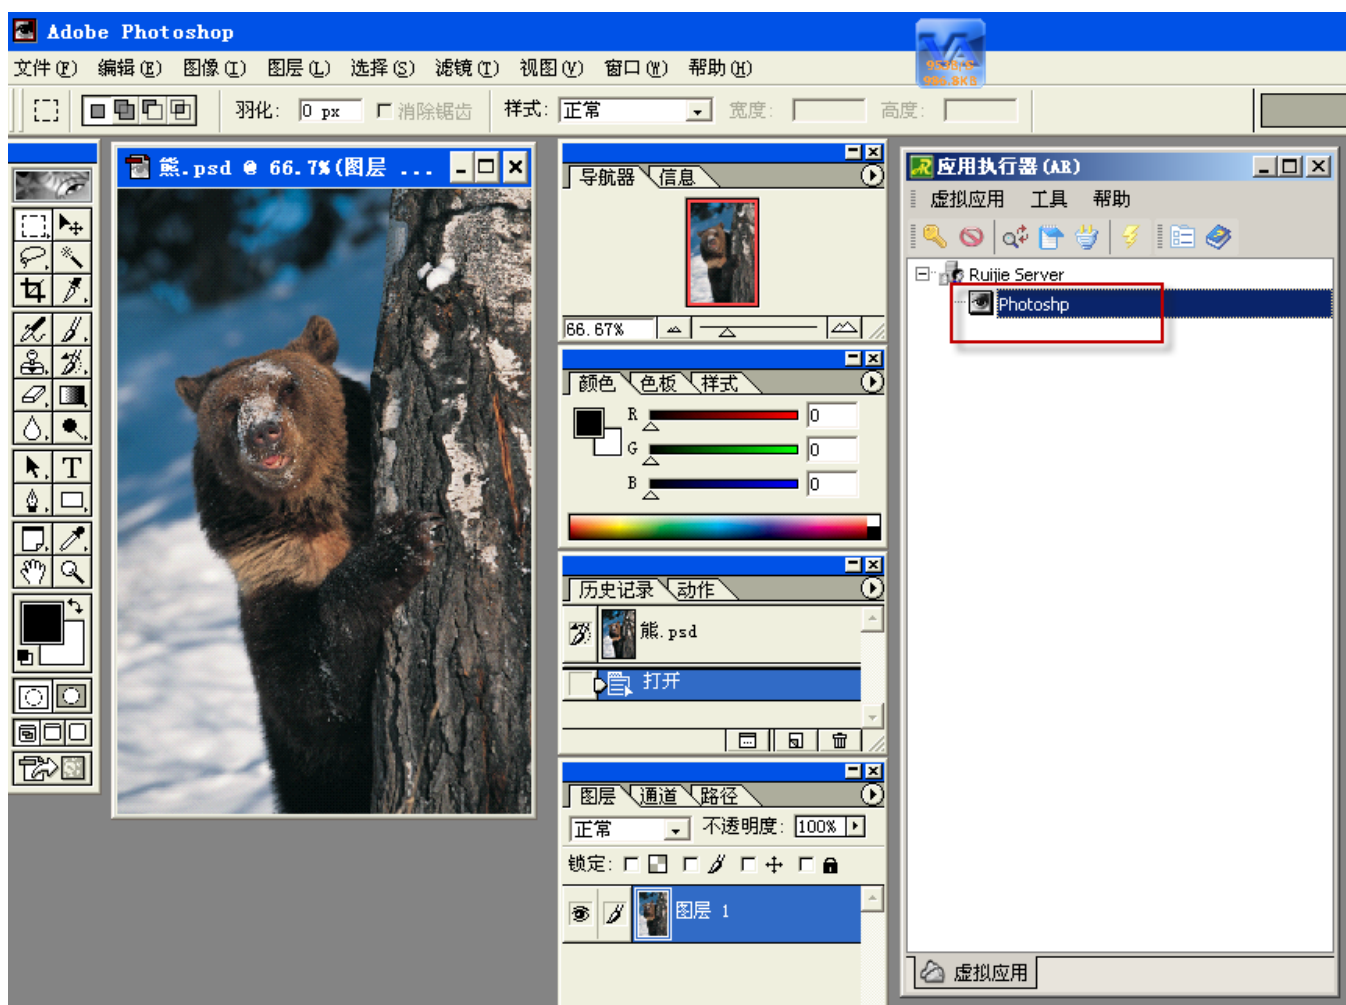 Adobe Photoshop
文件(F) 编辑(E) 图像(I) 图层(L) 选择(S) 滤镜(T) 视图(V) 窗口(W) 帮助(H)
羽化: 0 px 消除锯齿 样式: 正常 宽度: 高度:
熊.psd @ 66.7%(图层 ...
导航器 信息
66.67%
颜色 色板 样式
R 0
G 0
B 0
历史记录 动作
熊.psd
打开
图层 通道 路径
正常 不透明度: 100%
锁定:
图层 1
T
VA
986.8KB
应用执行器(AR)
虚拟应用 工具 帮助
Ruijie Server
Photoshp
虚拟应用